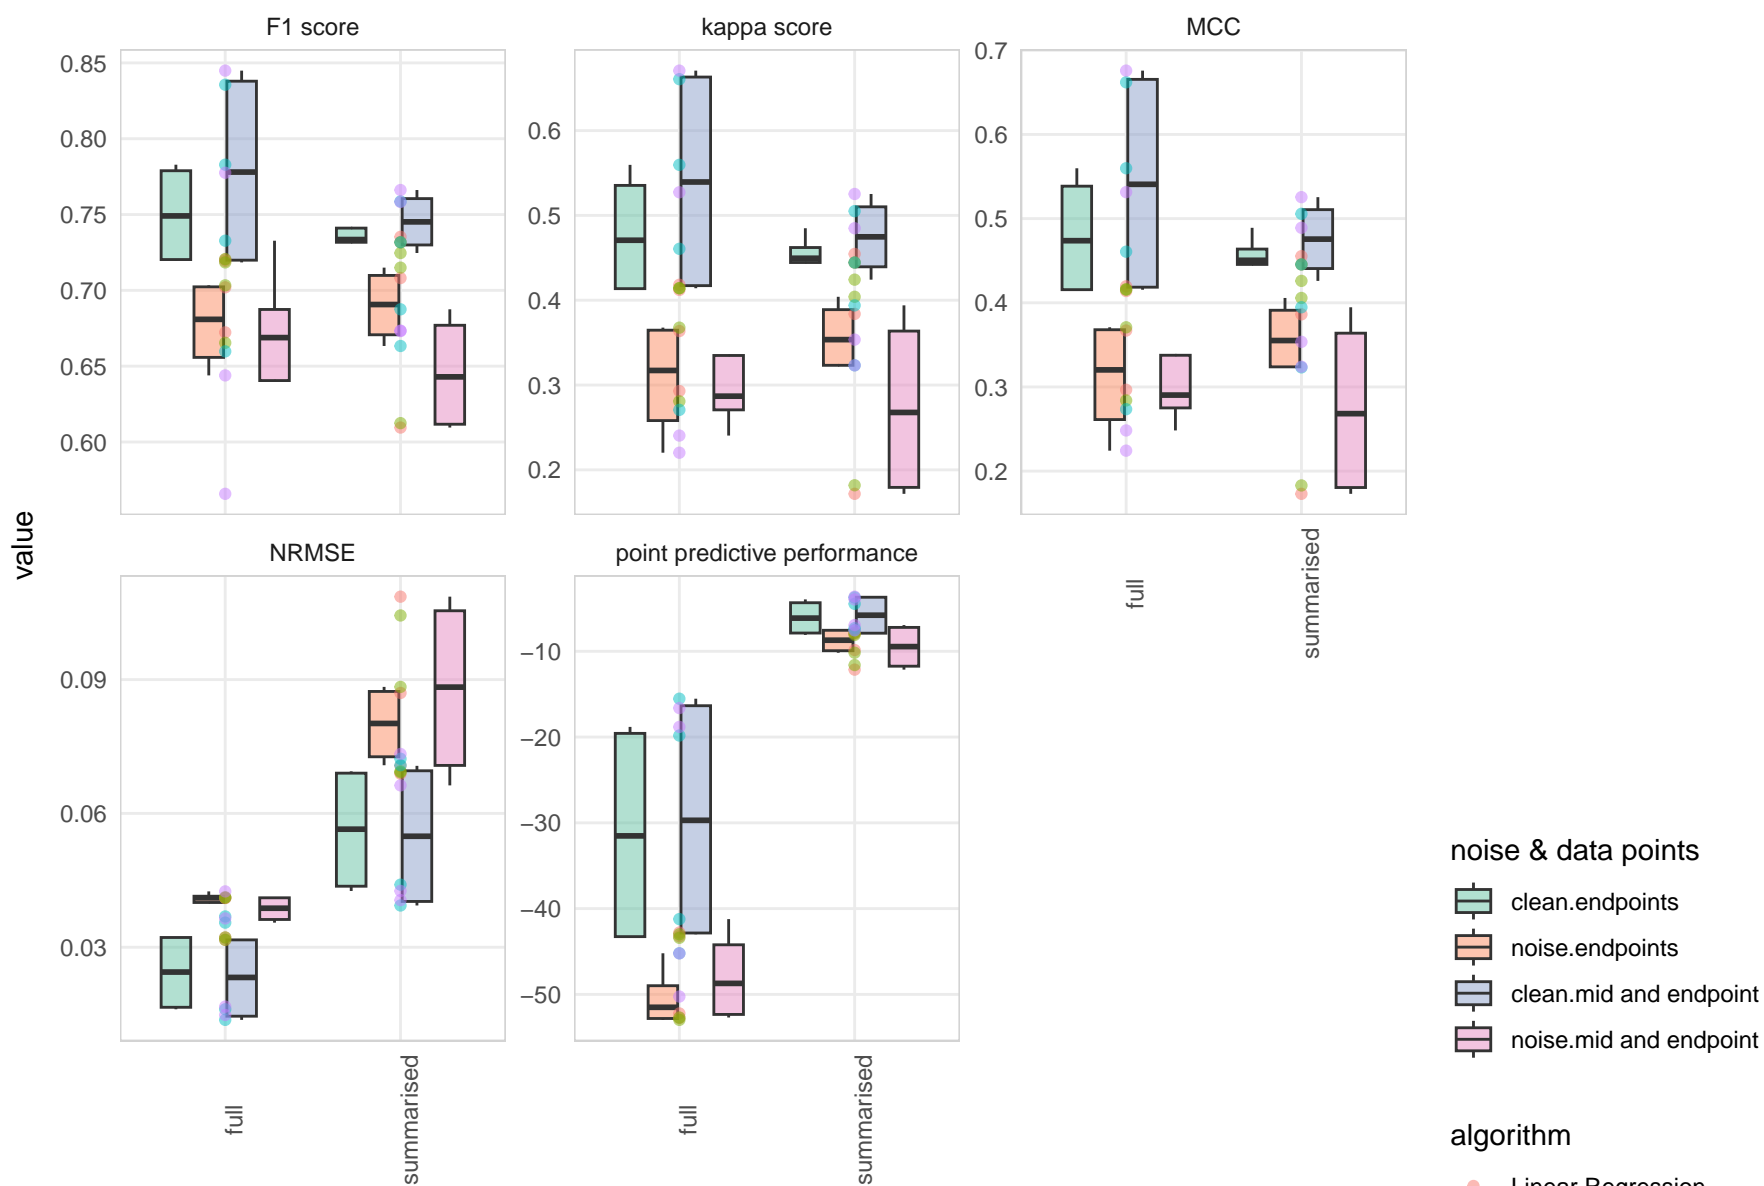 F1 score
kappa score
MCC
0.85
0.80
0.75
0.70
0.65
0.60
0.6
0.5
0.4
0.3
0.2
0.7
0.6
0.5
0.4
0.3
0.2
full
summarised
value
NRMSE
point predictive performance
0.09
0.06
0.03
−10
−20
−30
−40
−50
full
summarised
full
summarised
noise & data points
clean.endpoints
noise.endpoints
clean.mid and endpoint
noise.mid and endpoint
algorithm
Linear Regression